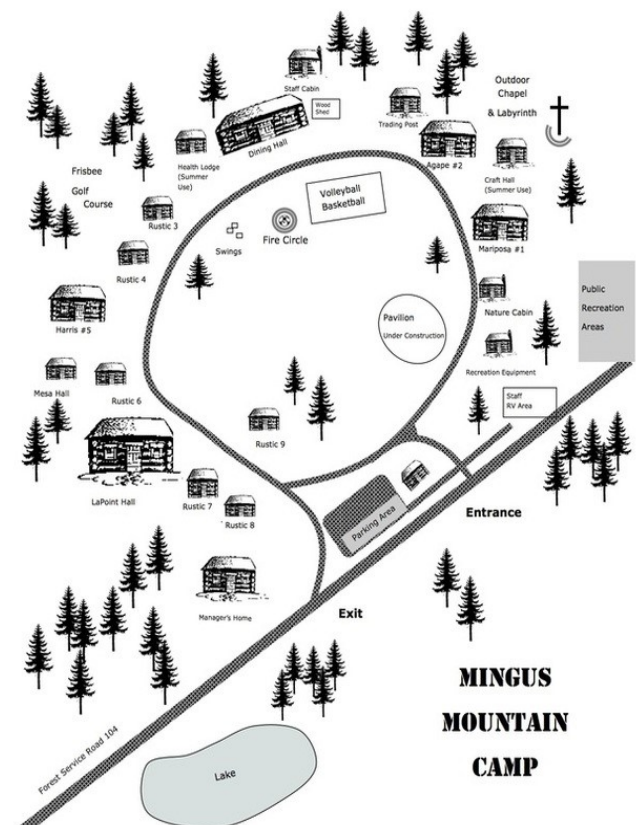 Staff Cabin
Wood
Shed
Dining Hall
Trading Post
Outdoor
Chapel
& Labyrinth
Agape #2
Health Lodge
(Summer
Use)
Craft Hall
(Summer Use)
Frisbee
Golf
Course
Volleyball
Basketball
Rustic 3
Fire Circle
Swings
Mariposa #1
Rustic 4
Public
Recreation
Areas
Nature Cabin
Harris #5
Pavilion
Under Construction
Recreation Equipment
Mesa Hall
Rustic 6
Staff
RV Area
Rustic 9
LaPoint Hall
Rustic 7
Rustic 8
Parking Area
Entrance
Manager's Home
Exit
MINGUS
MOUNTAIN
CAMP
Forest Service Road 104
Lake